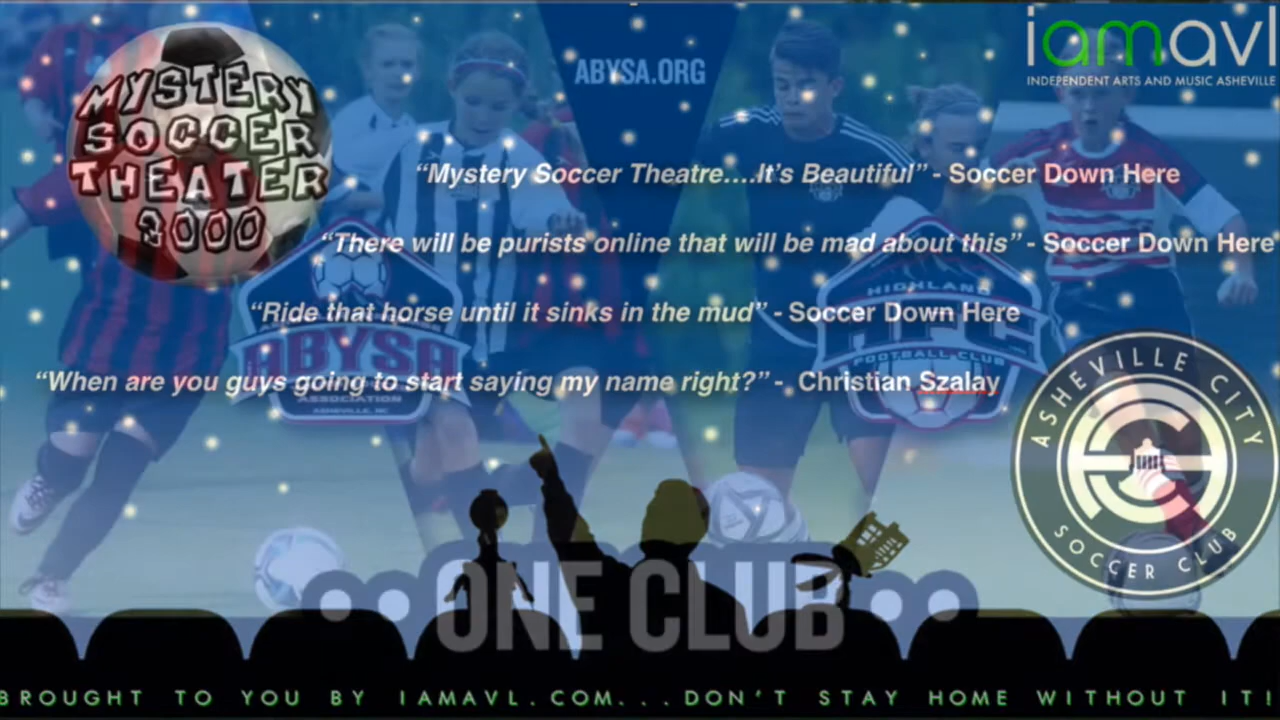 iamavl
INDEPENDENT ARTS AND MUSIC ASHEVILLE
ABYSA.ORG
MYSTERY
SOCCER
THEATER
3000
“Mystery Soccer Theatre….It’s Beautiful” - Soccer Down Here
“There will be purists online that will be mad about this” - Soccer Down Here
“Ride that horse until it sinks in the mud” - Soccer Down Here
“When are you guys going to start saying my name right?” - Christian Szalay
ABYSA
ASSOCIATION
ASHEVILLE, NC
HIGHLAND
HFC
FOOTBALL CLUB
ASHEVILLE CITY
SOCCER CLUB
ONE CLUB
BROUGHT TO YOU BY IAMAVL.COM...DON’T STAY HOME WITHOUT IT!